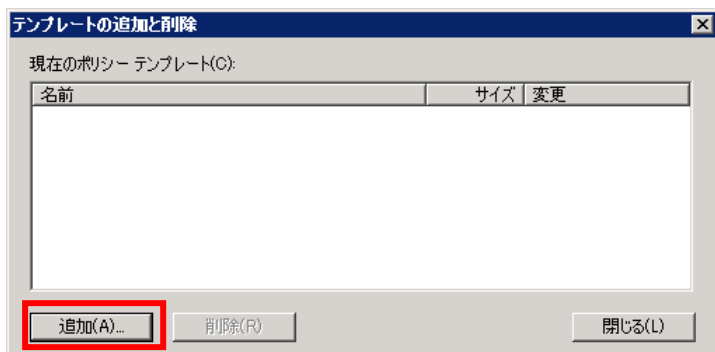 テンプレートの追加と削除
現在のポリシー テンプレート(C):
名前 サイズ 変更
追加(A)... 削除(R) 閉じる(L)